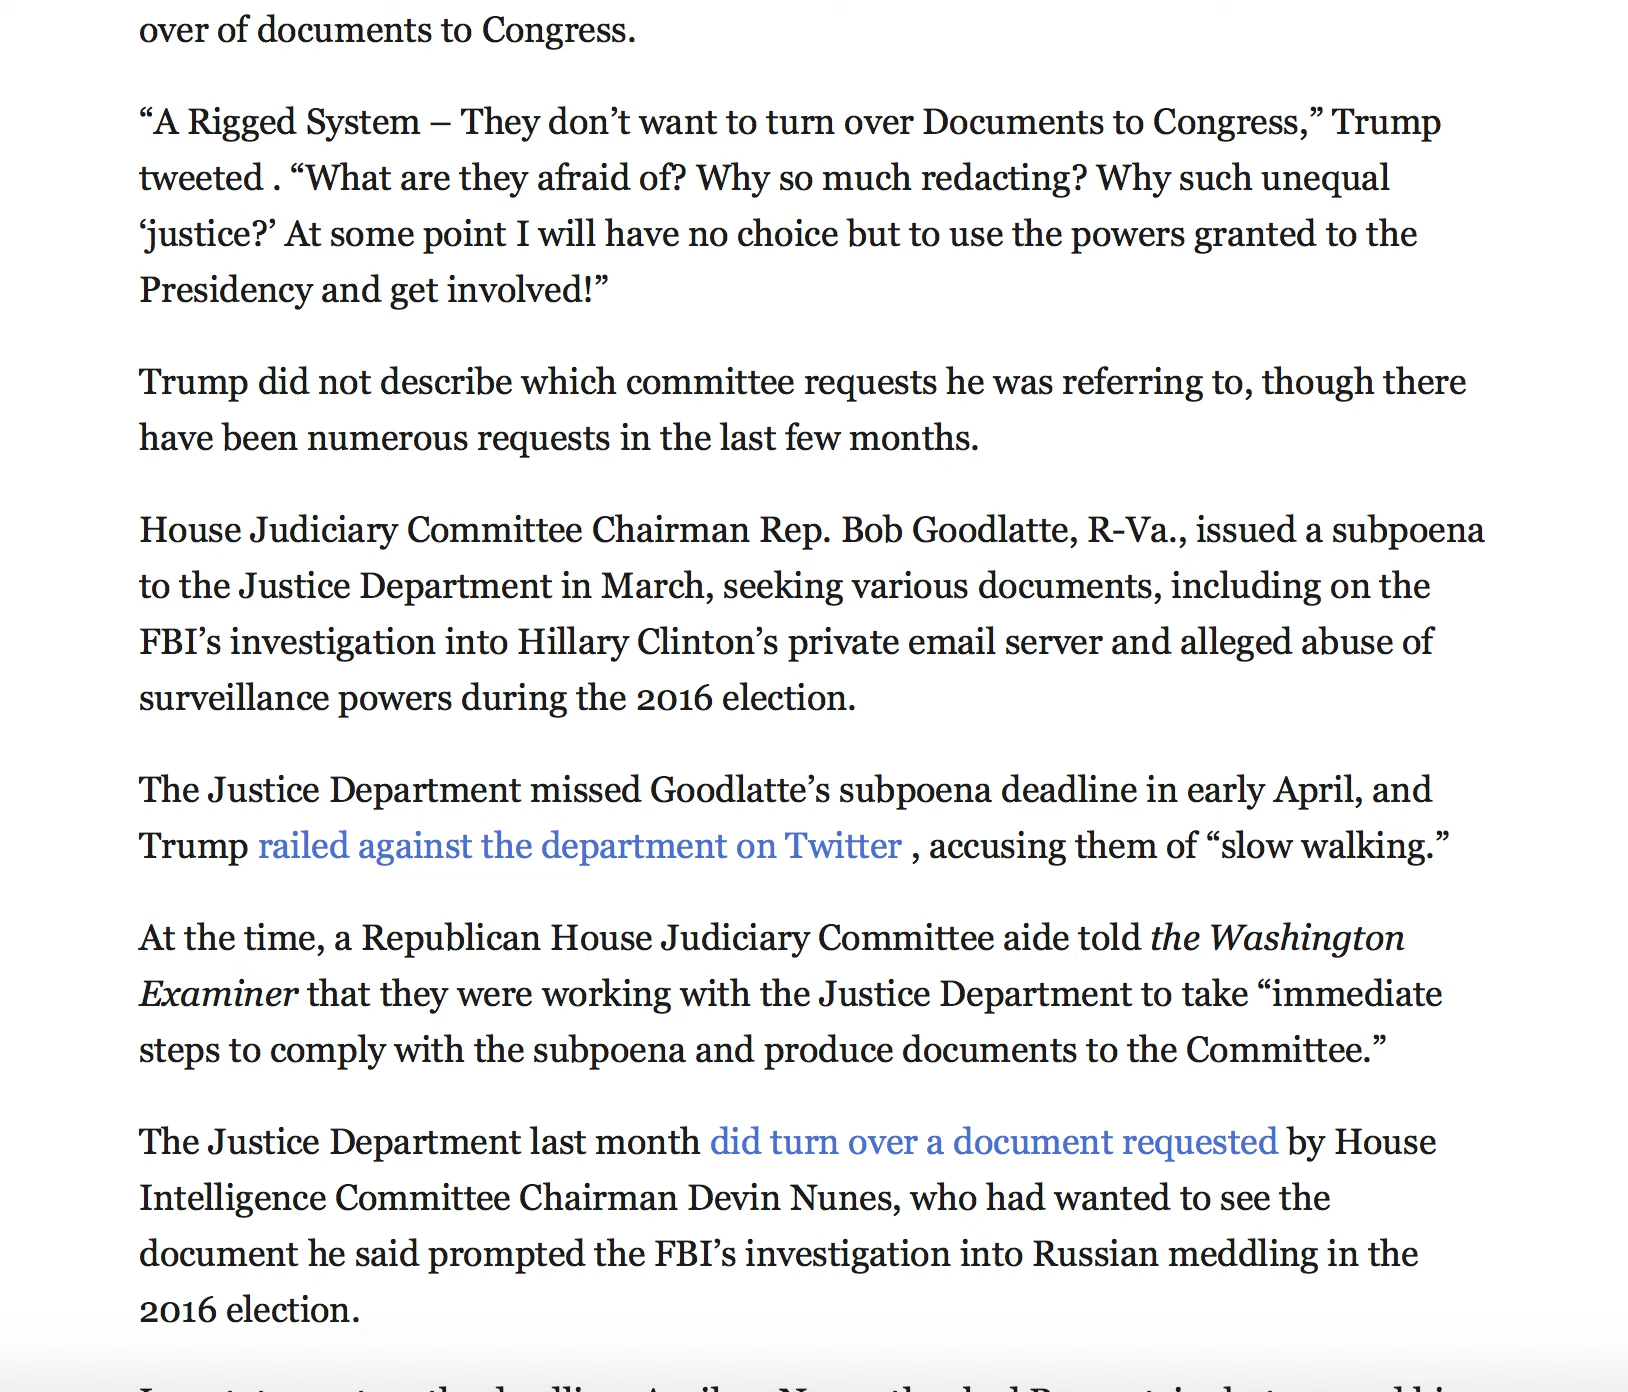 over of documents to Congress.
“A Rigged System – They don’t want to turn over Documents to Congress,” Trump
tweeted . “What are they afraid of? Why so much redacting? Why such unequal
‘justice?’ At some point I will have no choice but to use the powers granted to the
Presidency and get involved!”
Trump did not describe which committee requests he was referring to, though there
have been numerous requests in the last few months.
House Judiciary Committee Chairman Rep. Bob Goodlatte, R-Va., issued a subpoena
to the Justice Department in March, seeking various documents, including on the
FBI’s investigation into Hillary Clinton’s private email server and alleged abuse of
surveillance powers during the 2016 election.
The Justice Department missed Goodlatte’s subpoena deadline in early April, and
Trump railed against the department on Twitter , accusing them of “slow walking.”
At the time, a Republican House Judiciary Committee aide told the Washington
Examiner that they were working with the Justice Department to take “immediate
steps to comply with the subpoena and produce documents to the Committee.”
The Justice Department last month did turn over a document requested by House
Intelligence Committee Chairman Devin Nunes, who had wanted to see the
document he said prompted the FBI’s investigation into Russian meddling in the
2016 election.